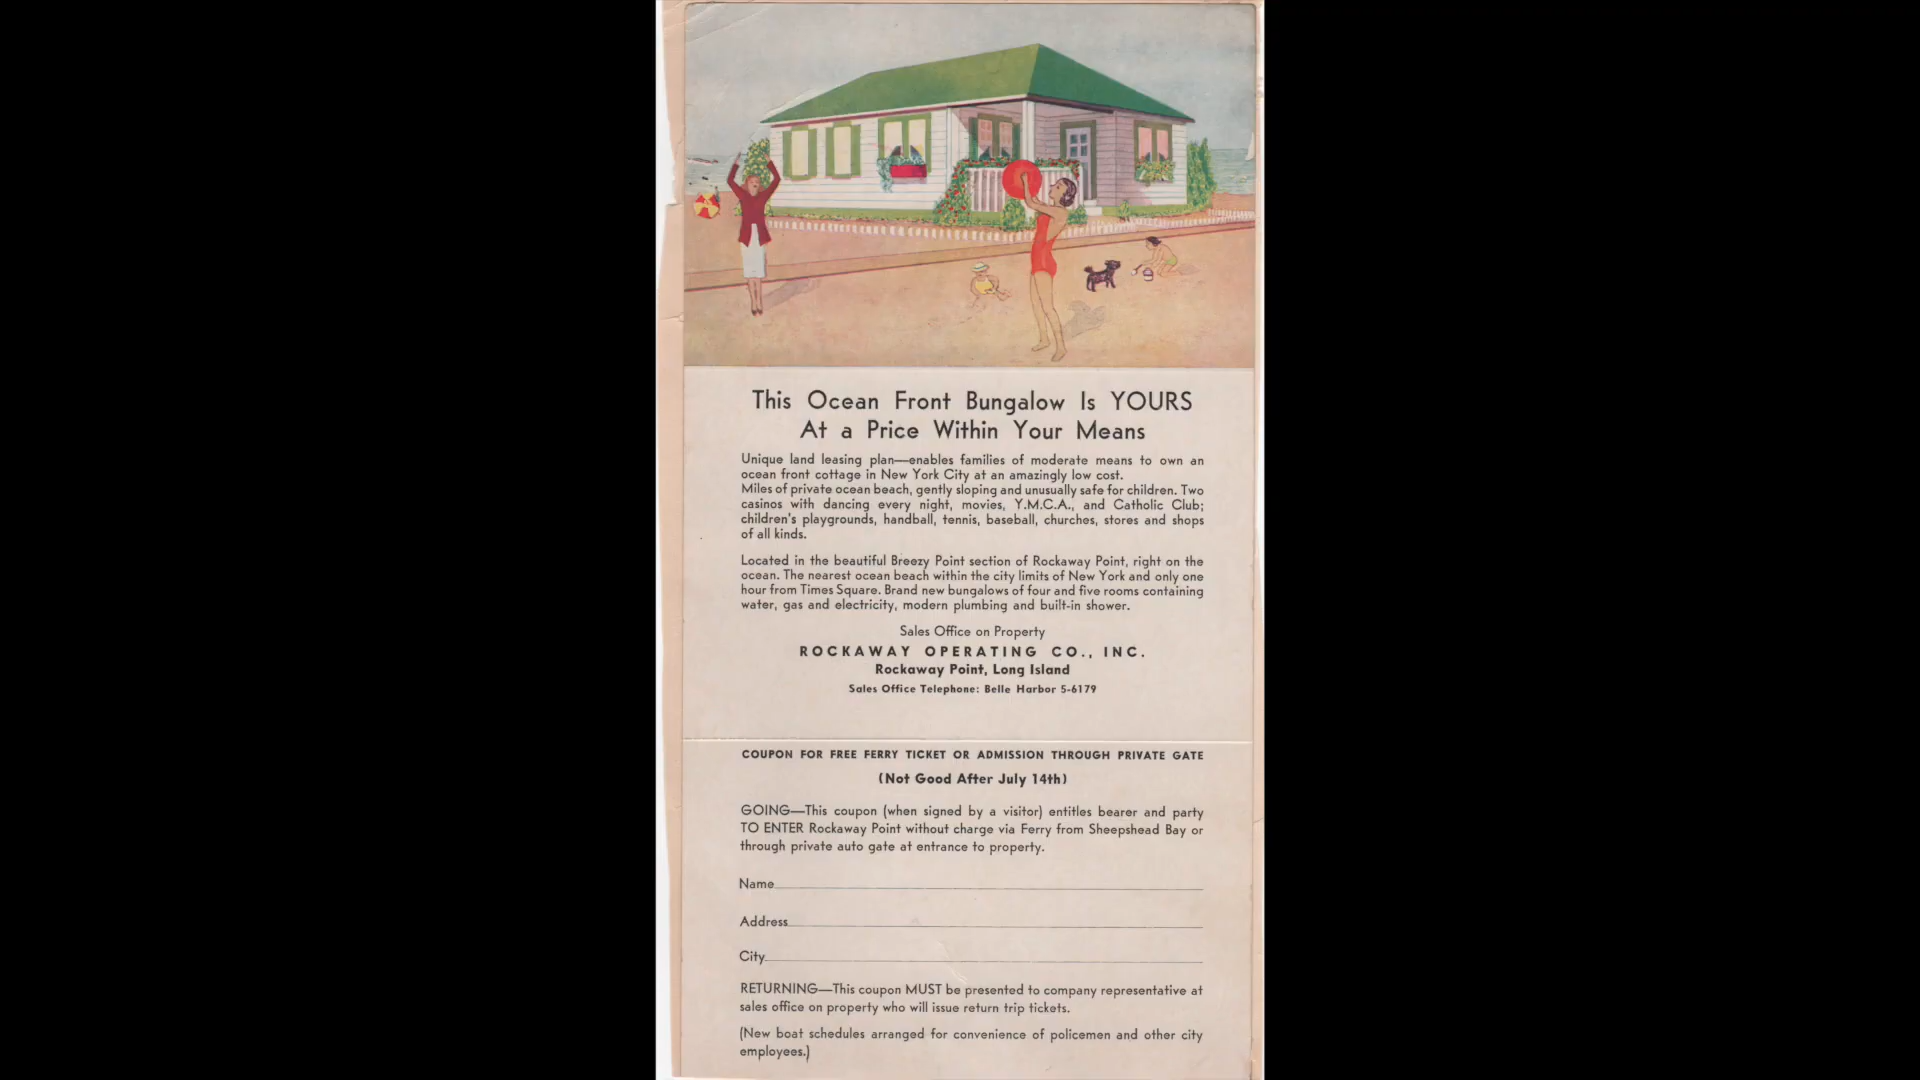 This Ocean Front Bungalow Is YOURS
At a Price Within Your Means
Unique land leasing plan—enables families of moderate means to own an
ocean front cottage in New York City at an amazingly low cost.
Miles of private ocean beach, gently sloping and unusually safe for children. Two
casinos with dancing every night, movies, Y.M.C.A., and Catholic Club;
children's playgrounds, handball, tennis, baseball, churches, stores and shops
of all kinds.
Located in the beautiful Breezy Point section of Rockaway Point, right on the
ocean. The nearest ocean beach within the city limits of New York and only one
hour from Times Square. Brand new bungalows of four and five rooms containing
water, gas and electricity, modern plumbing and built-in shower.
Sales Office on Property
ROCKAWAY OPERATING CO., INC.
Rockaway Point, Long Island
Sales Office Telephone: Belle Harbor 5-6179
COUPON FOR FREE FERRY TICKET OR ADMISSION THROUGH PRIVATE GATE
(Not Good After July 14th)
GOING—This coupon (when signed by a visitor) entitles bearer and party
TO ENTER Rockaway Point without charge via Ferry from Sheepshead Bay or
through private auto gate at entrance to property.
Name
Address
City
RETURNING—This coupon MUST be presented to company representative at
sales office on property who will issue return trip tickets.
(New boat schedules arranged for convenience of policemen and other city
employees.)